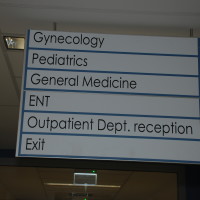 Gynecology
Pediatrics
General Medicine
ENT
Outpatient Dept. reception
Exit